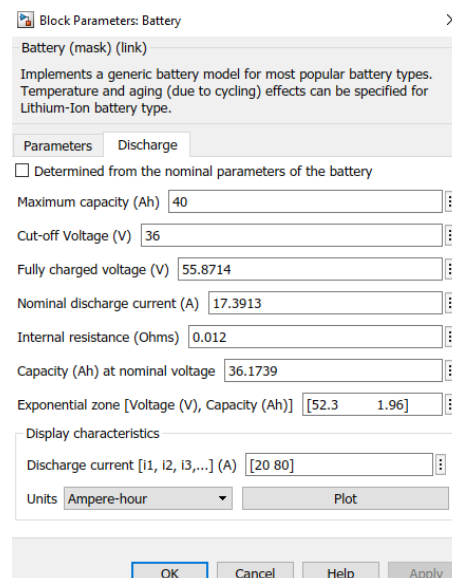 Block Parameters: Battery
Battery (mask) (link)
Implements a generic battery model for most popular battery types.
Temperature and aging (due to cycling) effects can be specified for
Lithium-Ion battery type.
Parameters Discharge
Determined from the nominal parameters of the battery
Maximum capacity (Ah) 40
Cut-off Voltage (V) 36
Fully charged voltage (V) 55.8714
Nominal discharge current (A) 17.3913
Internal resistance (Ohms) 0.012
Capacity (Ah) at nominal voltage 36.1739
Exponential zone [Voltage (V), Capacity (Ah)] [52.3 1.96]
Display characteristics
Discharge current [i1, i2, i3,...] (A) [20 80]
Units Ampere-hour Plot
OK Cancel Help Apply